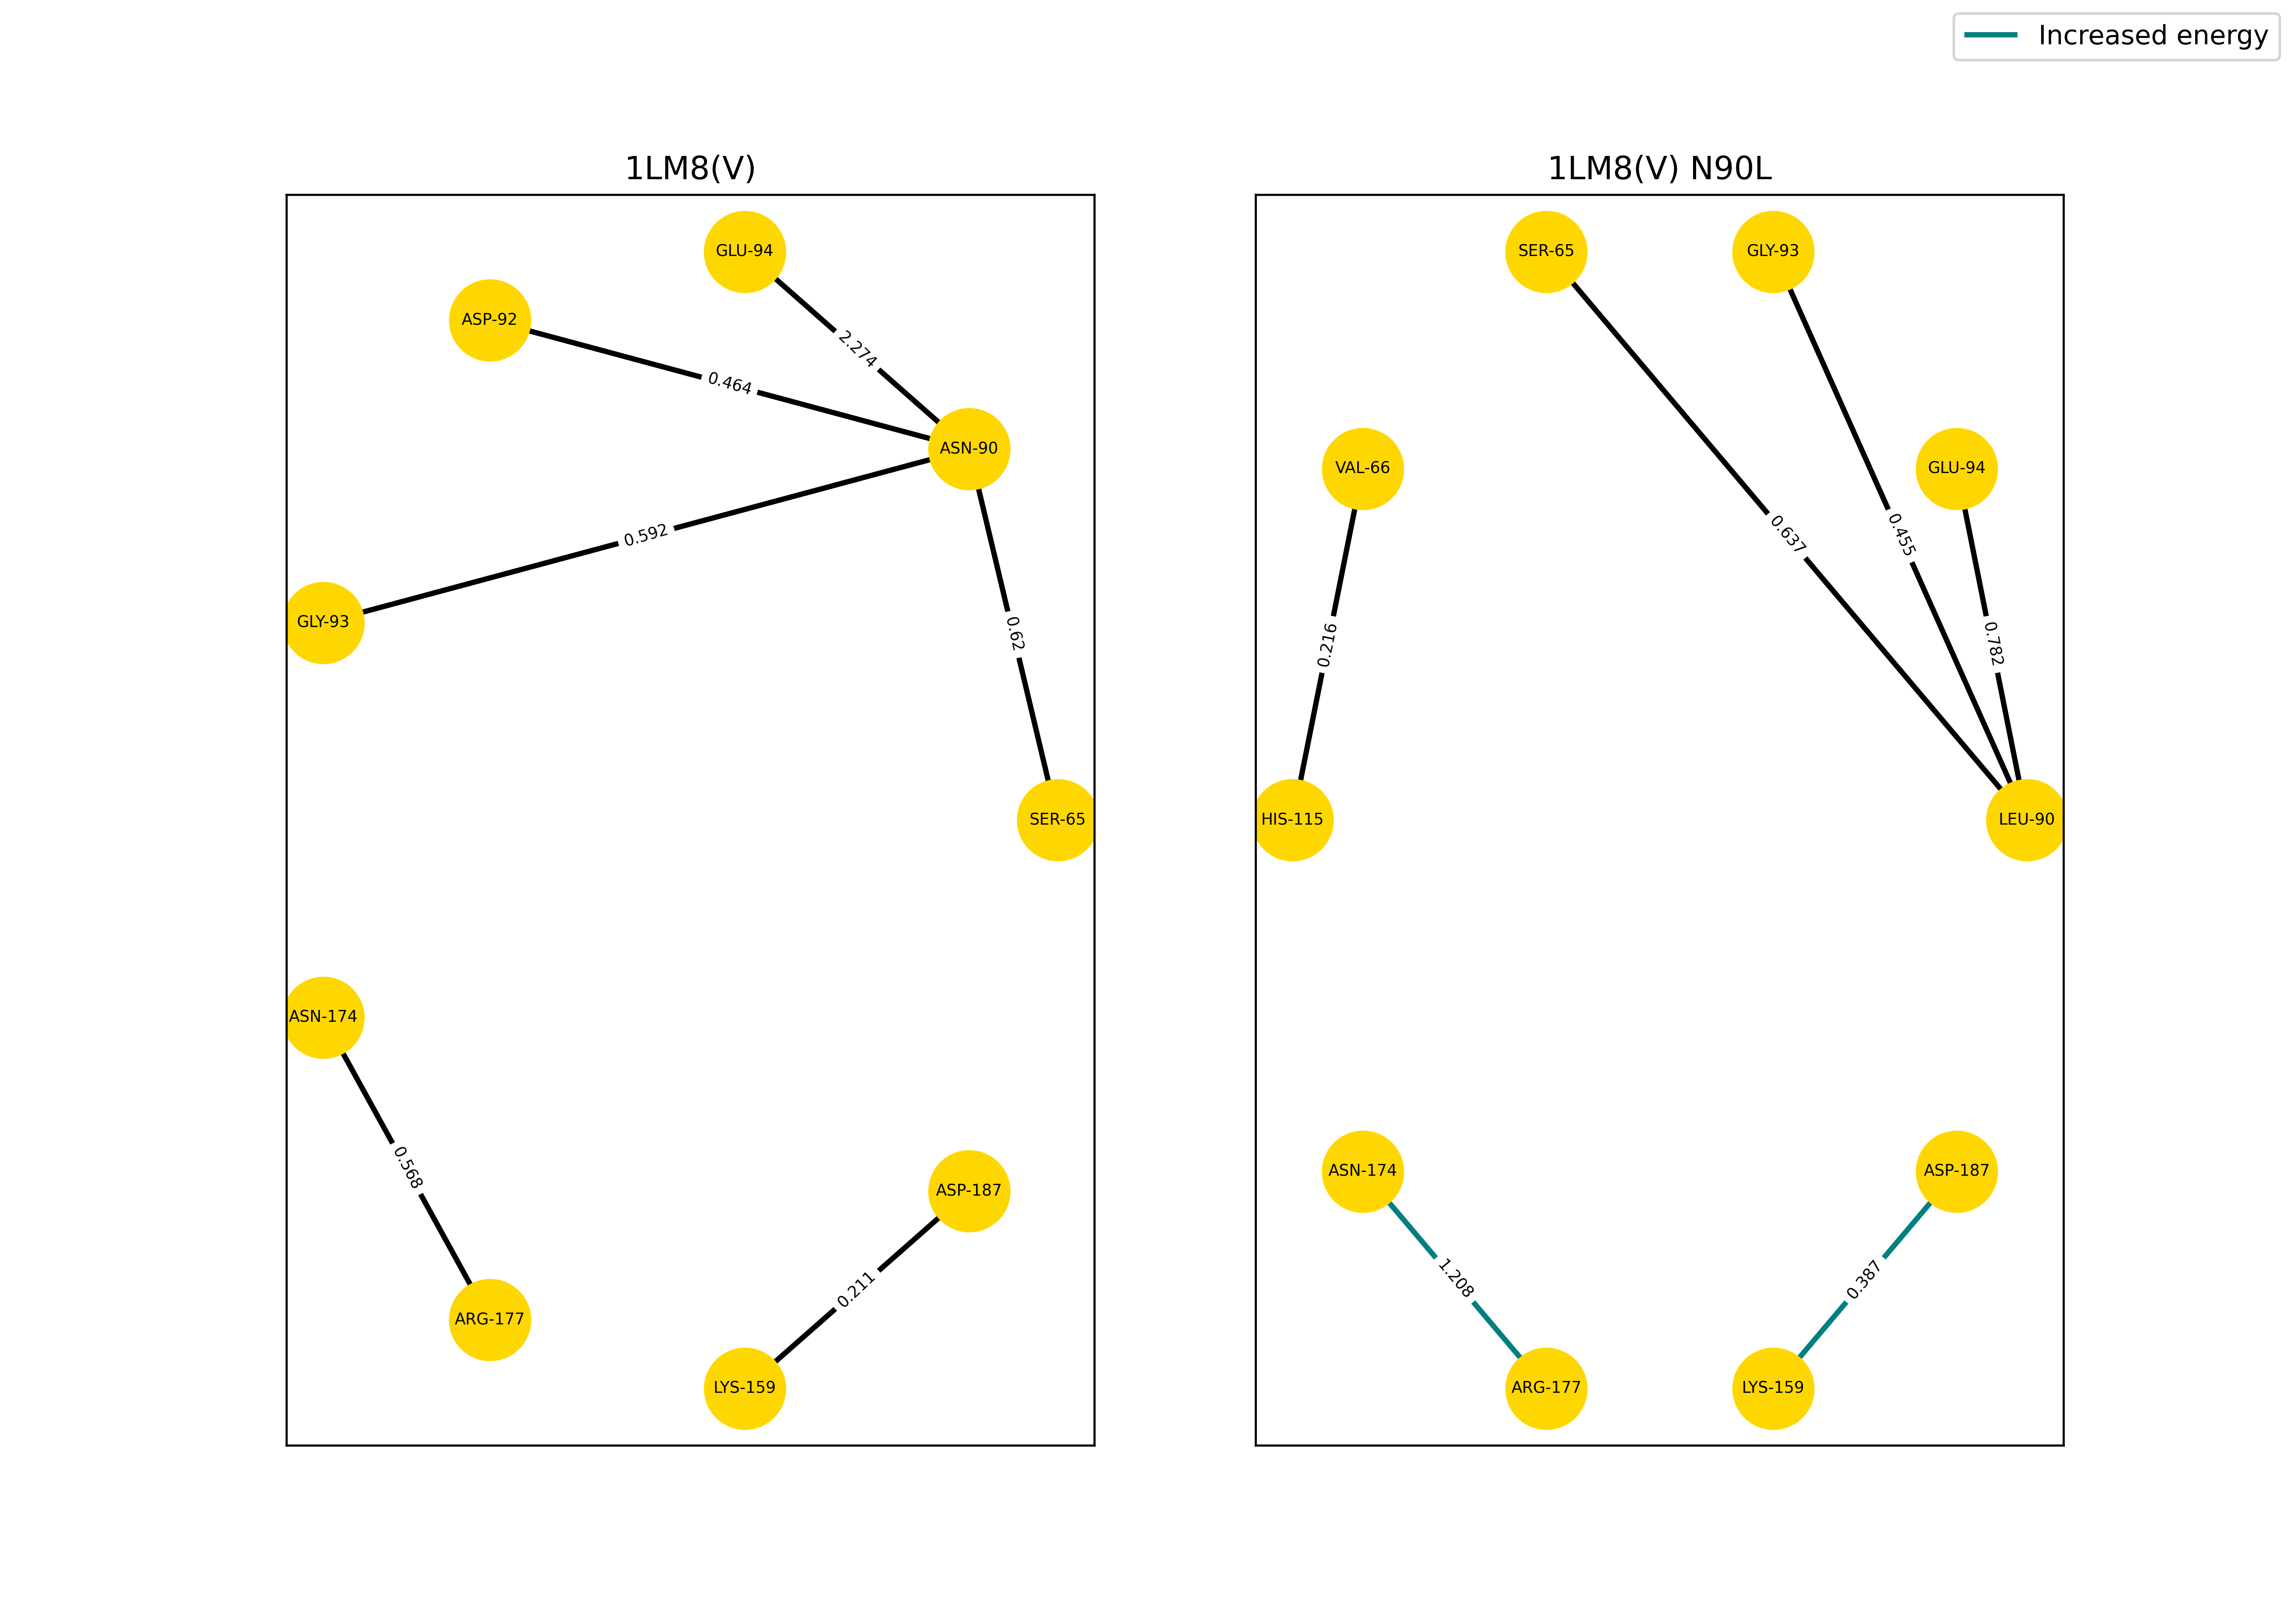 Increased energy
1LM8(V)
GLU-94
ASP-92
2.274
0.464
ASN-90
0.592
GLY-93
0.62
SER-65
ASN-174
0.568
ASP-187
0.211
ARG-177
LYS-159
1LM8(V) N90L
SER-65
GLY-93
VAL-66
GLU-94
0.637
0.455
0.216
0.782
HIS-115
LEU-90
ASN-174
ASP-187
1.208
0.387
ARG-177
LYS-159